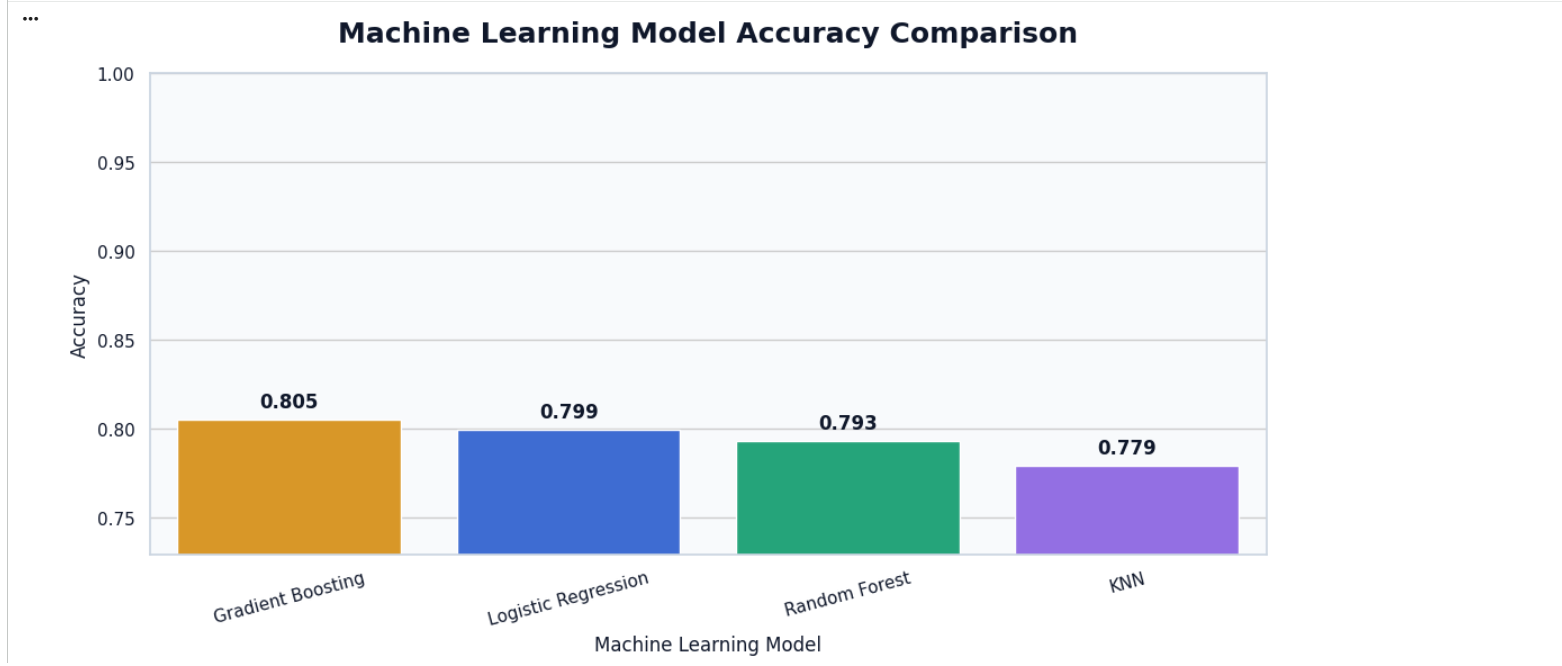 ...
Machine Learning Model Accuracy Comparison
1.00
0.95
0.90
0.85
0.80
0.75
Accuracy
0.805
0.799
0.793
0.779
Gradient Boosting
Logistic Regression
Random Forest
KNN
Machine Learning Model